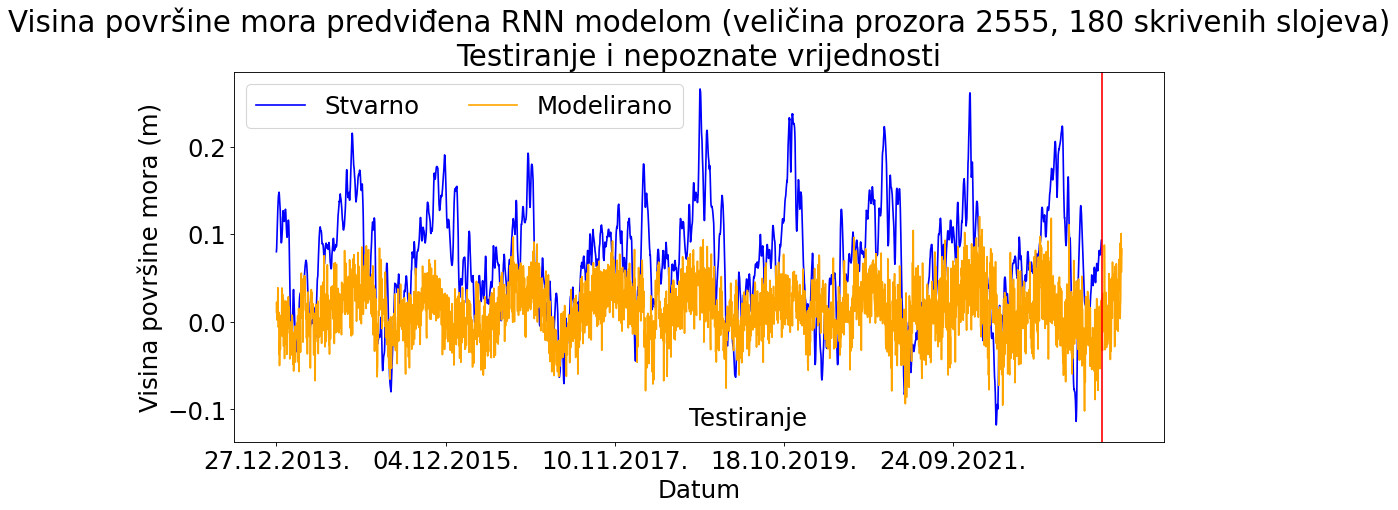 Visina površine mora predviđena RNN modelom (veličina prozora 2555, 180 skrivenih slojeva)
Testiranje i nepoznate vrijednosti
Stvarno
Modelirano
Visina površine mora (m)
0.2
0.1
0.0
−0.1
Testiranje
27.12.2013.
04.12.2015.
10.11.2017.
18.10.2019.
24.09.2021.
Datum